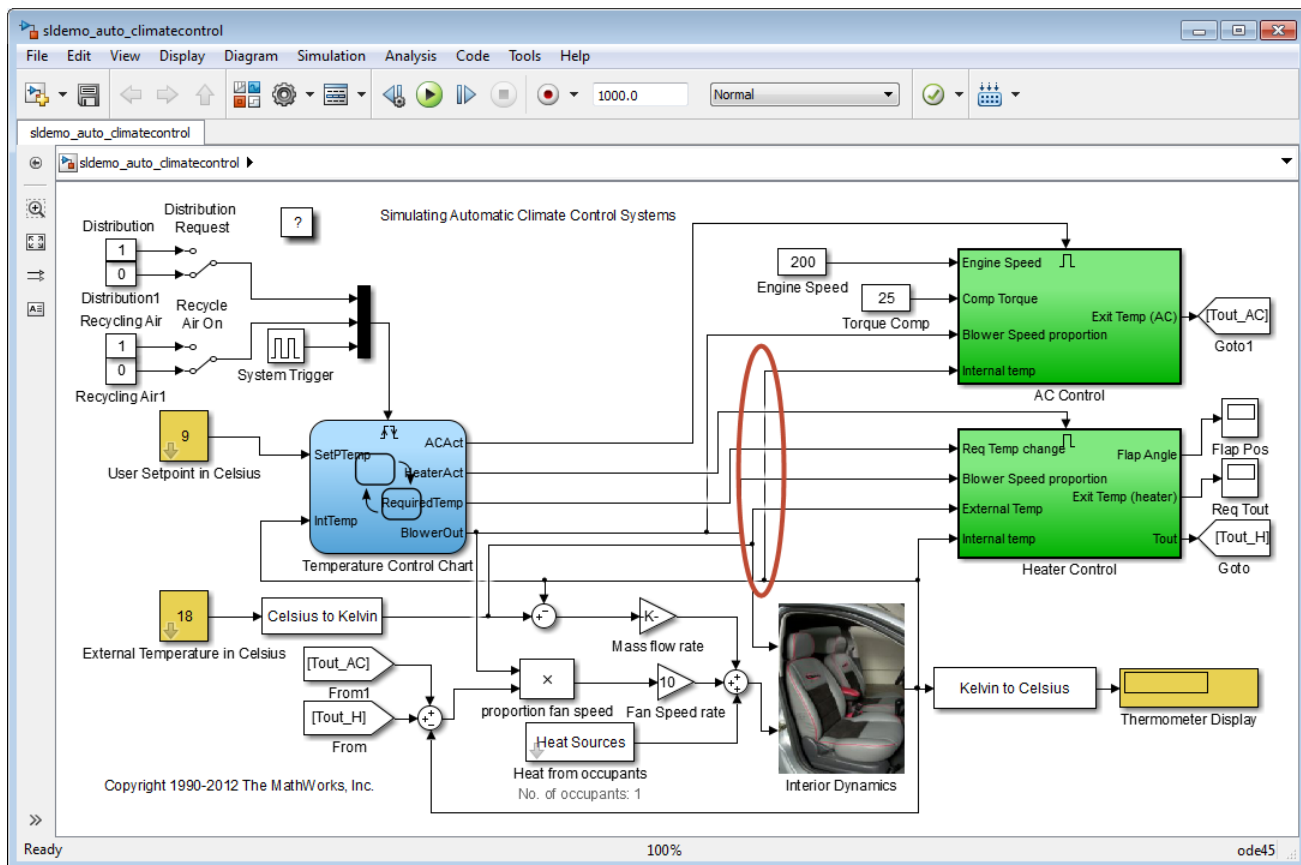 sldemo_auto_climatecontrol
File Edit View Display Diagram Simulation Analysis Code Tools Help
1000.0 Normal
sldemo_auto_climatecontrol
sldemo_auto_climatecontrol
Simulating Automatic Climate Control Systems
?
Distribution
Distribution
Request
1
0
Distribution1
Recycling Air
Recycle
Air On
1
0
Recycling Air1
System Trigger
200
Engine Speed
25
Torque Comp
Engine Speed
Comp Torque
Blower Speed proportion
Internal temp
Exit Temp (AC)
AC Control
[Tout_AC]
Goto1
9
User Setpoint in Celsius
SetPTemp
IntTemp
ACAct
HeaterAct
RequiredTemp
BlowerOut
Temperature Control Chart
Req Temp change
Blower Speed proportion
External Temp
Internal temp
Flap Angle
Exit Temp (heater)
Tout
Heater Control
Flap Pos
Req Tout
[Tout_H]
Goto
18
External Temperature in Celsius
Celsius to Kelvin
-
+
-K-
Mass flow rate
[Tout_AC]
From1
[Tout_H]
From
+
-
×
proportion fan speed
10
Fan Speed rate
+
+
+
Heat Sources
Heat from occupants
No. of occupants: 1
Interior Dynamics
Kelvin to Celsius
Thermometer Display
Copyright 1990-2012 The MathWorks, Inc.
Ready 100% ode45